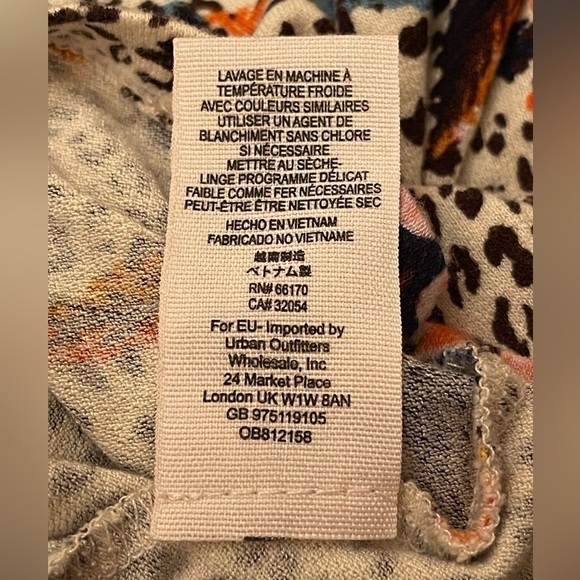 LAVAGE EN MACHINE À
TEMPÉRATURE FROIDE
AVEC COULEURS SIMILAIRES
UTILISER UN AGENT DE
BLANCHIMENT SANS CHLORE
SI NÉCESSAIRE
METTRE AU SÈCHE-
LINGE PROGRAMME DÉLICAT
FAIBLE COMME FER NÉCESSAIRES
PEUT-ÊTRE ÊTRE NETTOYÉE SEC
HECHO EN VIETNAM
FABRICADO NO VIETNAME
越南制造
ベトナム製
RN# 66170
CA# 32054
For EU- Imported by
Urban Outfitters
Wholesale, Inc
24 Market Place
London UK W1W 8AN
GB 975119105
OB812158